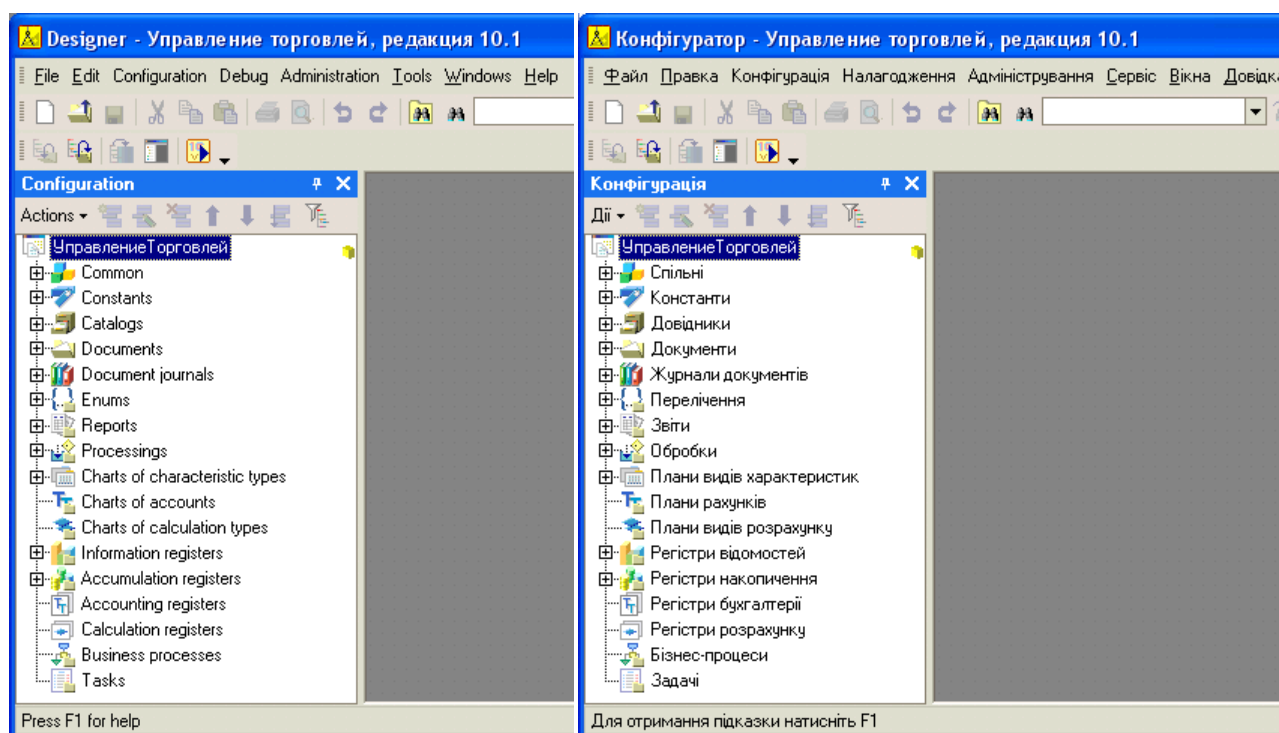 Designer - Управление торговлей, редакция 10.1
File Edit Configuration Debug Administration Tools Windows Help
Configuration
Actions
УправлениеТорговлей
Common
Constants
Catalogs
Documents
Document journals
Enums
Reports
Processings
Charts of characteristic types
Charts of accounts
Charts of calculation types
Information registers
Accumulation registers
Accounting registers
Calculation registers
Business processes
Tasks
Press F1 for help
Конфігуратор - Управление торговлей, редакция 10.1
Файл Правка Конфігурація Налагодження Адміністрування Сервіс Вікна Довідка
Конфігурація
Дії
УправлениеТорговлей
Спільні
Константи
Довідники
Документи
Журнали документів
Перелічення
Звіти
Обробки
Плани видів характеристик
Плани рахунків
Плани видів розрахунку
Регістри відомостей
Регістри накопичення
Регістри бухгалтерії
Регістри розрахунку
Бізнес-процеси
Задачі
Для отримання підказки натисніть F1